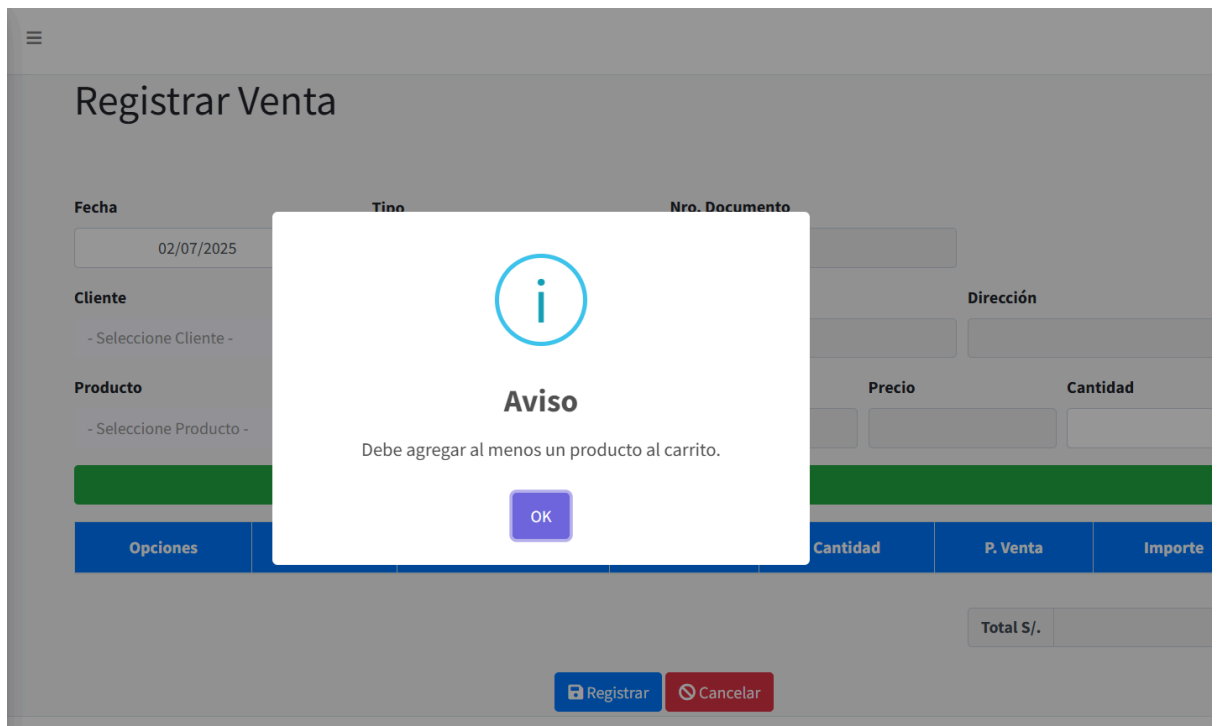 Registrar Venta
Fecha Tipo Nro. Documento
02/07/2025
Cliente Dirección
- Seleccione Cliente -
Producto Precio Cantidad
- Seleccione Producto -
i
Aviso
Debe agregar al menos un producto al carrito.
OK
Opciones Cantidad P. Venta Importe
Total S/.
Registrar Cancelar